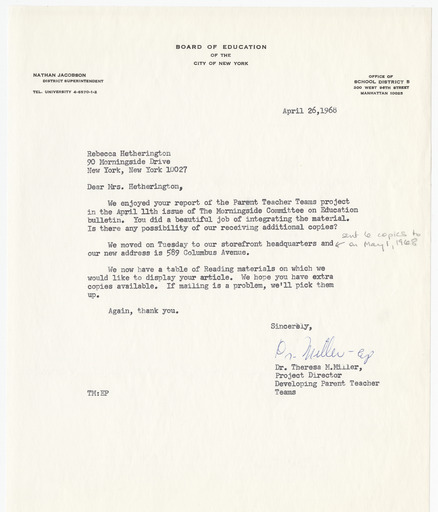 BOARD OF EDUCATION
OF THE
CITY OF NEW YORK
NATHAN JACOBSON
DISTRICT SUPERINTENDENT
TEL. UNIVERSITY 4-5570-1-2
OFFICE OF
SCHOOL DISTRICT 5
MANHATTAN 10025
April 26,1968
Rebecca Hetherington
90 Morningside Drive
New York, New York 10027
Dear Mrs. Hetherington,
We enjoyed your report of the Parent Teacher Teams project
in the April 11th issue of The Morningside Committee on Education
bulletin. You did a beautiful job of integrating the material.
Is there any possibility of our receiving additional copies?
sent 6 copies to
We moved on Tuesday to our storefront headquarters and
on May 1, 1968
our new address is 589 Columbus Avenue.
We now have a table of Reading materials on which we
would like to display your article. We hope you have extra
copies available. If mailing is a problem, we'll pick them
up.
Again, thank you.
Sincerely,
Dr. Miller-ep
Dr. Theresa M.Miller,
Project Director
Developing Parent Teacher
Teams
TM:EP